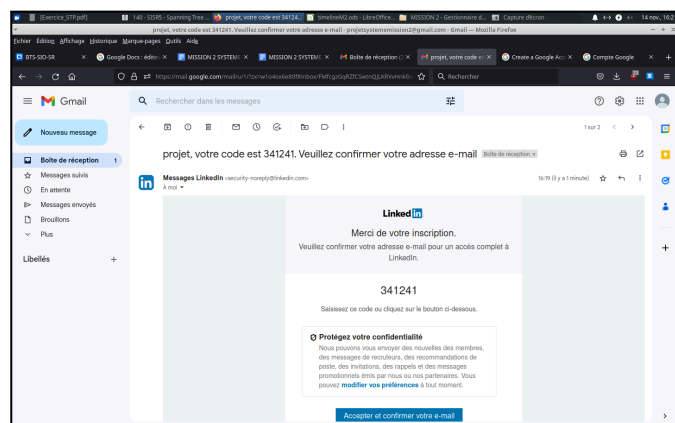 [Exercice_STP.pdf]
140 - SISR5 - Spanning Tree ...
projet, votre code est 34124...
timelineM2.ods - LibreOffice...
MISSION 2 - Gestionnaire d...
Capture d'écran
14 nov., 16:2
projet, votre code est 341241. Veuillez confirmer votre adresse e-mail - projetsystememission2@gmail.com - Gmail — Mozilla Firefox
Fichier Édition Affichage Historique Marque-pages Outils Aide
BTS-SIO-SR
Google Docs : éditeu
MISSION 2 SYSTEME
MISSION 2 SYSTEME
Boîte de réception (2
projet, votre code es
Create a Google Acc
Compte Google
Rechercher
Gmail
Rechercher dans les messages
Nouveau message
1 sur 2
Boîte de réception 1
Messages suivis
En attente
Messages envoyés
Brouillons
Plus
Libellés
projet, votre code est 341241. Veuillez confirmer votre adresse e-mail
Boîte de réception ×
Messages LinkedIn <security-noreply@linkedin.com>
16:19 (il y a 1 minute)
À moi
Linked in
Merci de votre inscription.
Veuillez confirmer votre adresse e-mail pour un accès complet à
LinkedIn.
341241
Saisissez ce code ou cliquez sur le bouton ci-dessous.
Protégez votre confidentialité
Nous pouvons vous envoyer des nouvelles des membres,
des messages de recruteurs, des recommandations de
poste, des invitations, des rappels et des messages
promotionnels émis par nous ou nos partenaires. Vous
pouvez modifier vos préférences à tout moment.
Accepter et confirmer votre e-mail